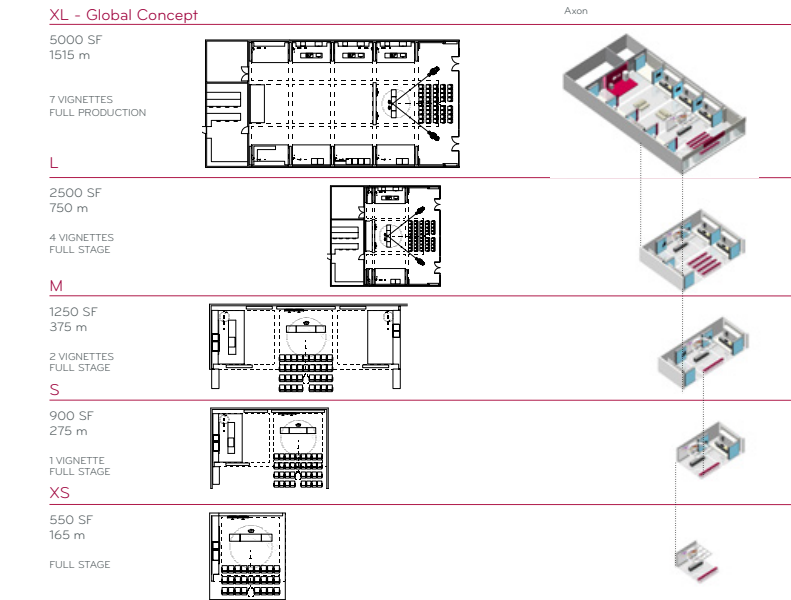 XL - Global Concept
Axon
5000 SF
1515 m
7 VIGNETTES
FULL PRODUCTION
L
2500 SF
750 m
4 VIGNETTES
FULL STAGE
M
1250 SF
375 m
2 VIGNETTES
FULL STAGE
S
900 SF
275 m
1 VIGNETTE
FULL STAGE
XS
550 SF
165 m
FULL STAGE